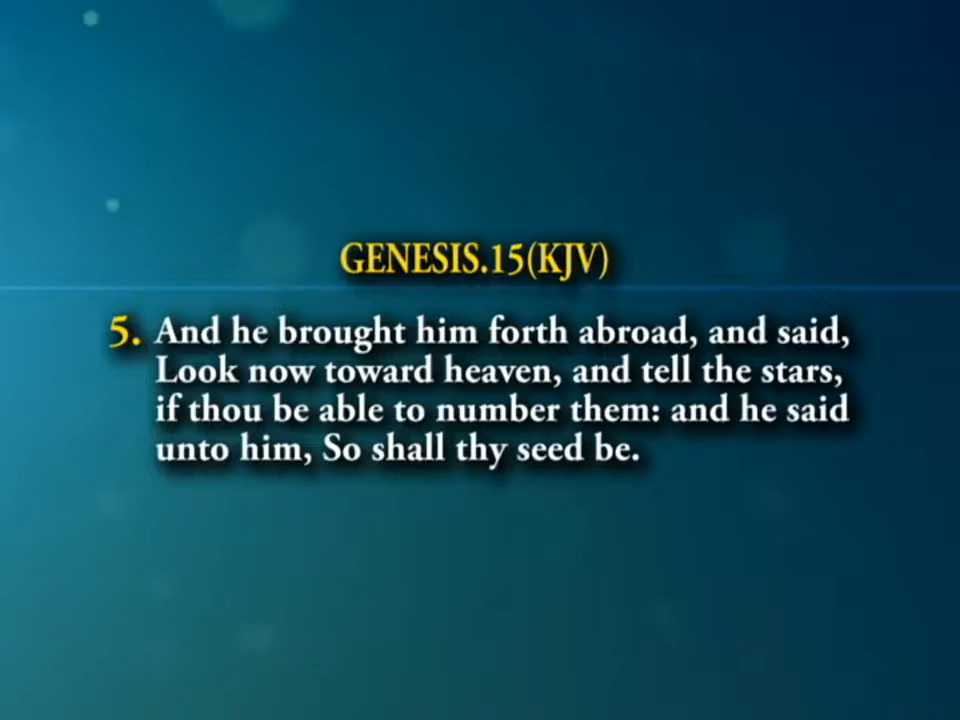 GENESIS.15(KJV)
5. And he brought him forth abroad, and said,
Look now toward heaven, and tell the stars,
if thou be able to number them: and he said
unto him, So shall thy seed be.